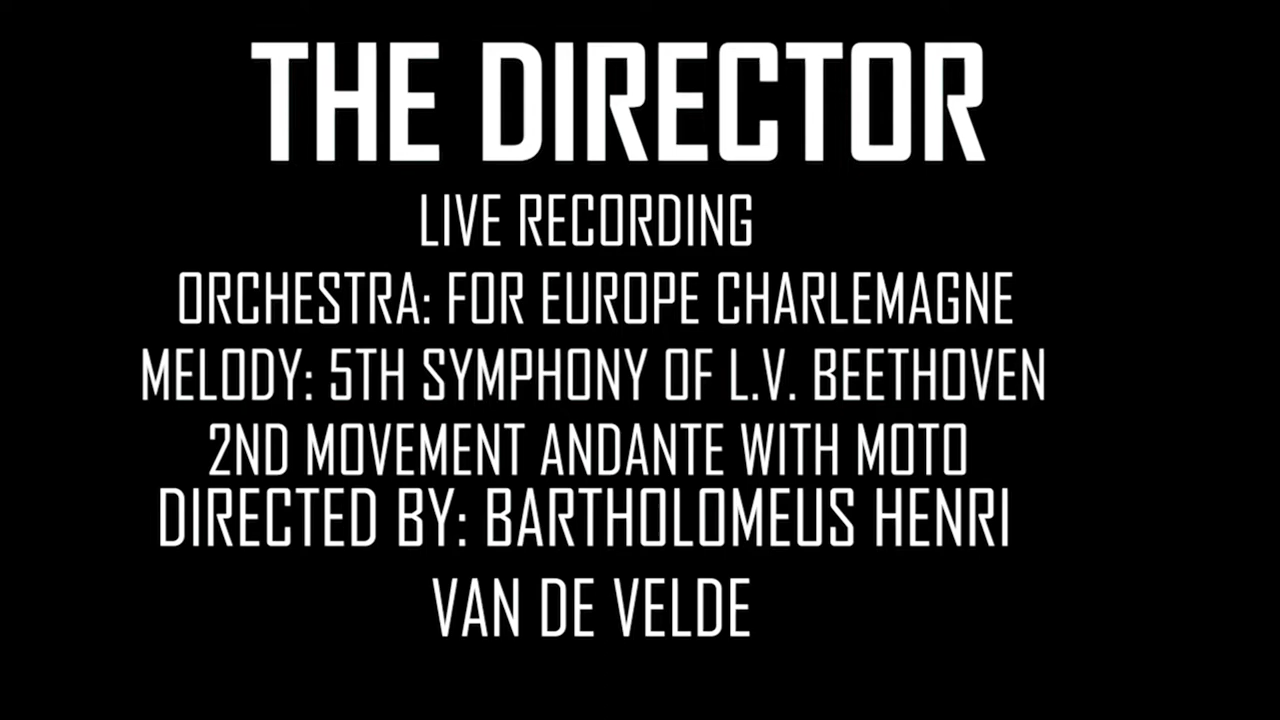 THE DIRECTOR
LIVE RECORDING
ORCHESTRA: FOR EUROPE CHARLEMAGNE
MELODY: 5TH SYMPHONY OF L.V. BEETHOVEN
2ND MOVEMENT ANDANTE WITH MOTO
DIRECTED BY: BARTHOLOMEUS HENRI
VAN DE VELDE